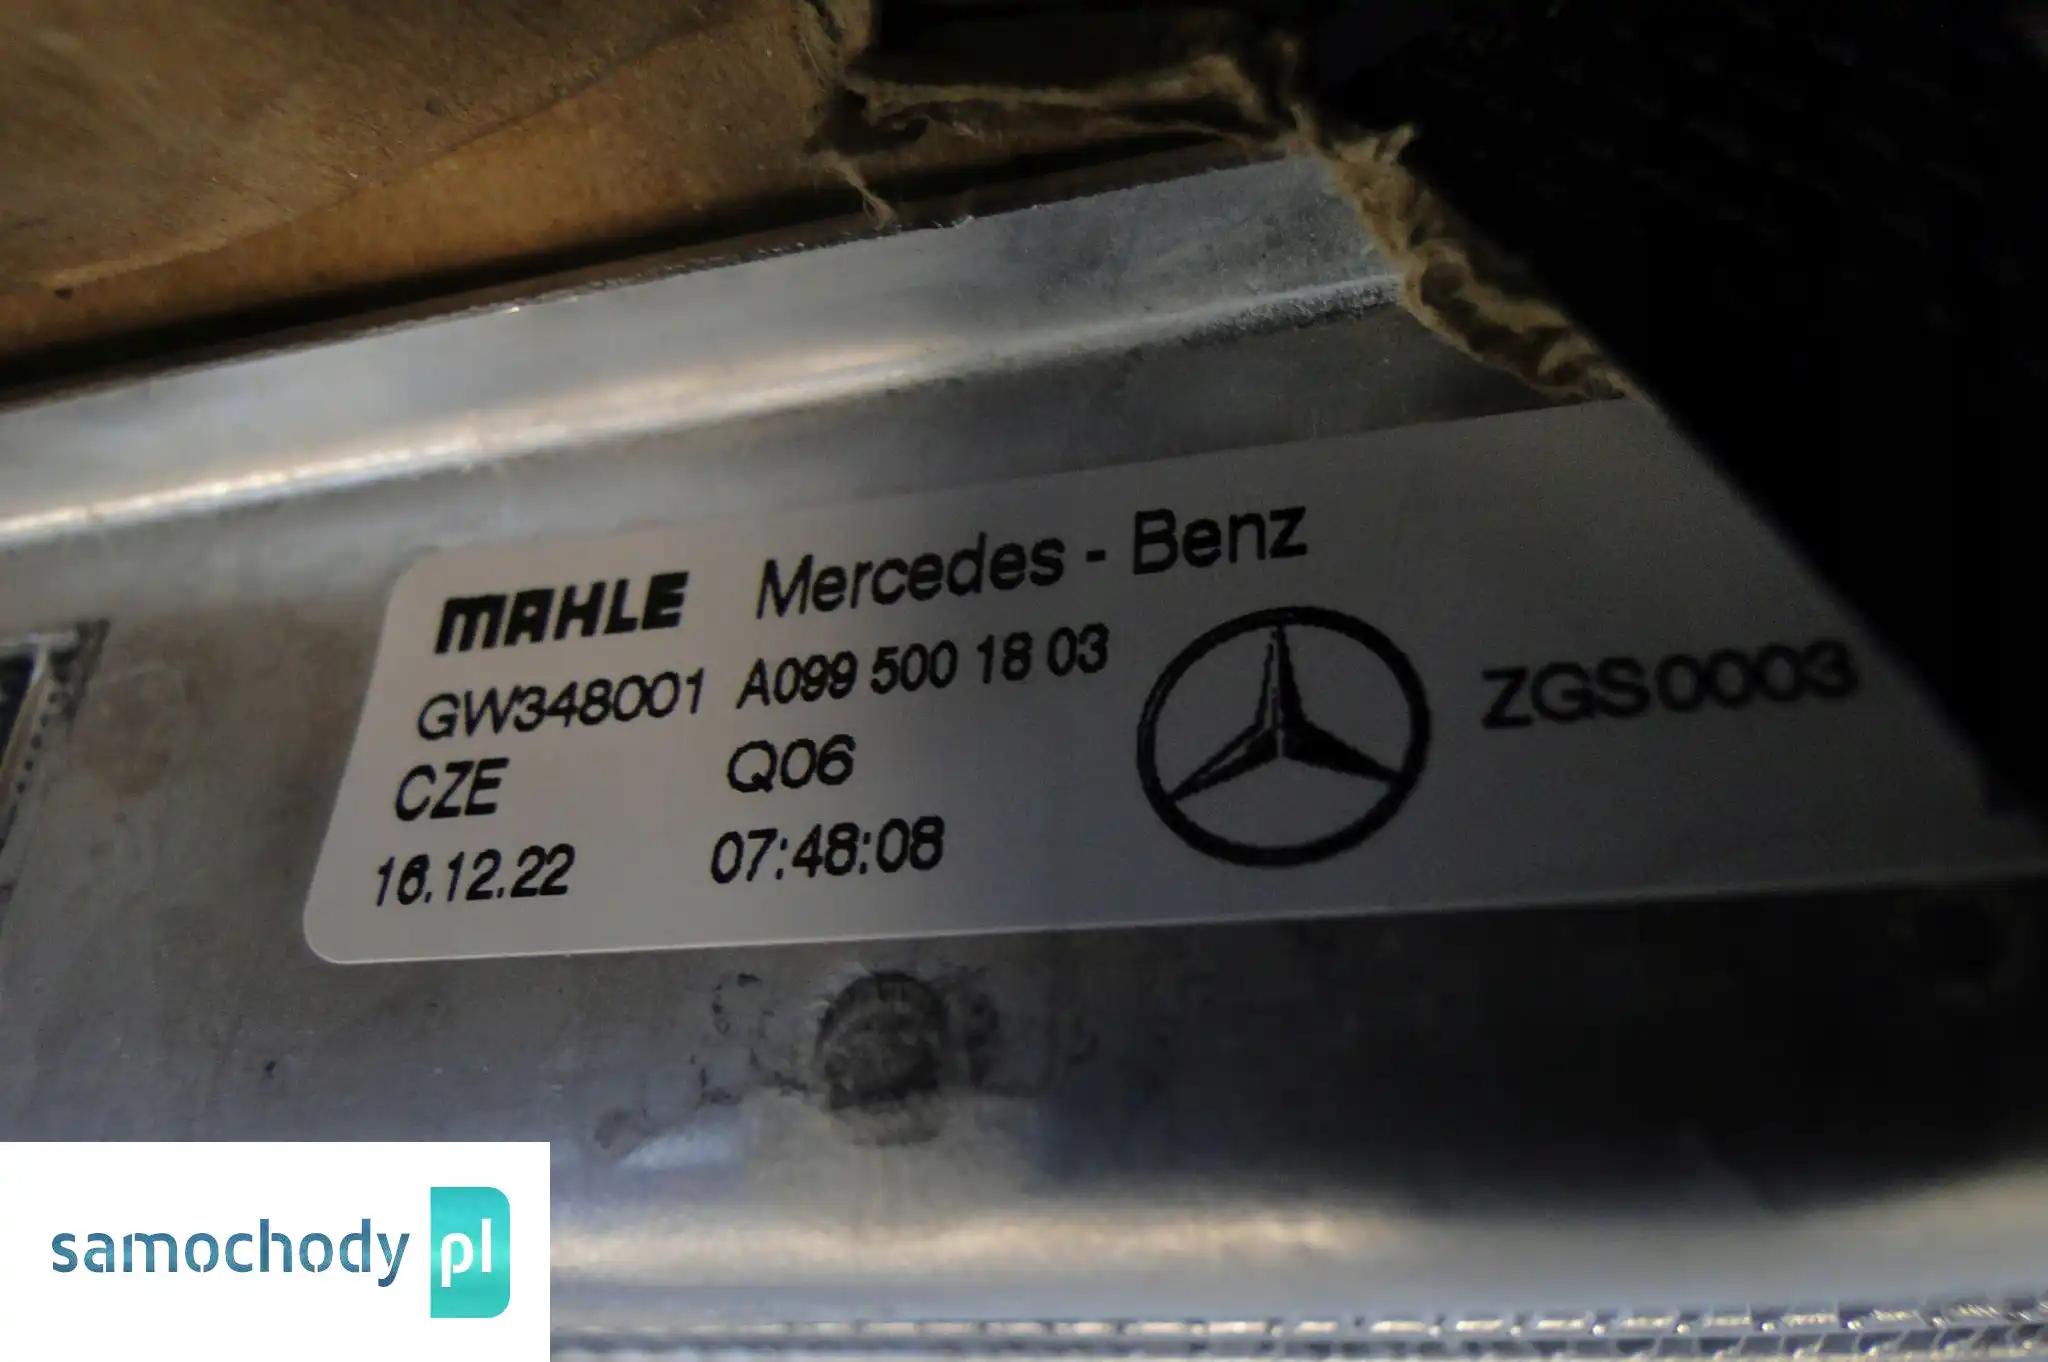 MAHLE Mercedes - Benz
GW348001 A099 500 18 03
ZGS0003
CZE Q06
16.12.22 07:48:08
samochody pl